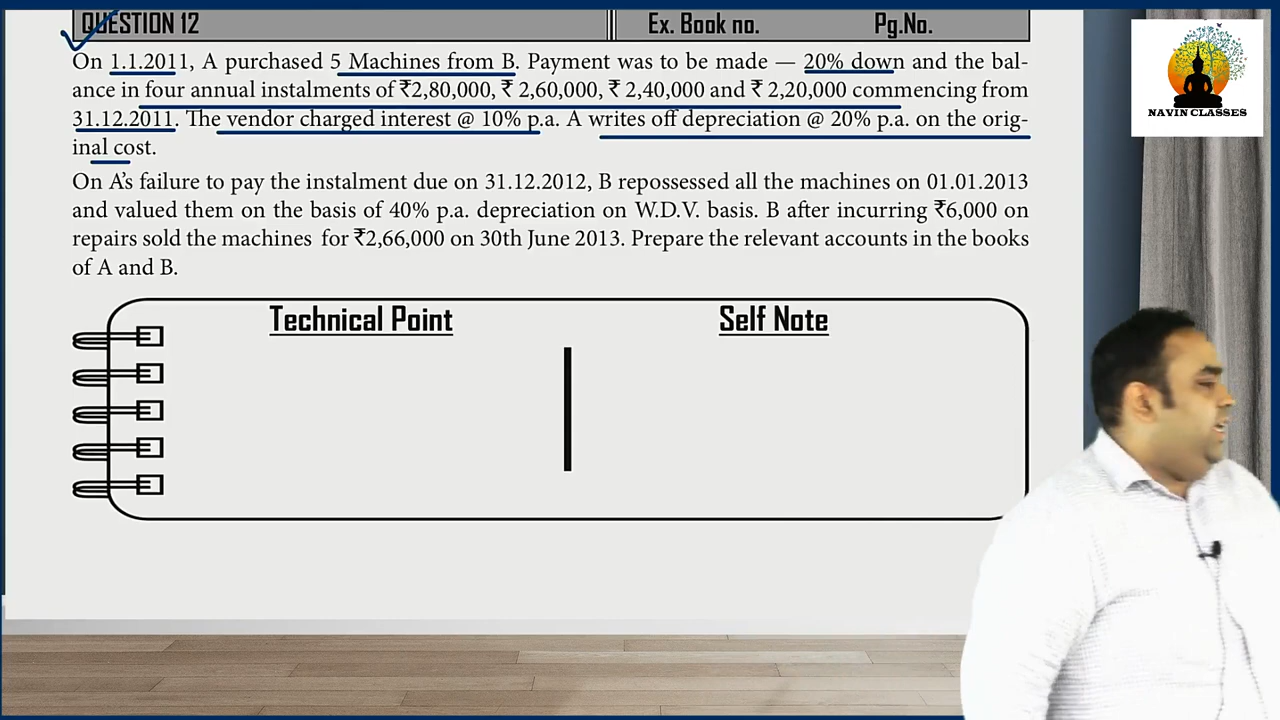 QUESTION 12 Ex. Book no. Pg.No.
On 1.1.2011, A purchased 5 Machines from B. Payment was to be made — 20% down and the bal-
ance in four annual instalments of ₹2,80,000, ₹ 2,60,000, ₹ 2,40,000 and ₹ 2,20,000 commencing from
31.12.2011. The vendor charged interest @ 10% p.a. A writes off depreciation @ 20% p.a. on the orig-
inal cost.
On A's failure to pay the instalment due on 31.12.2012, B repossessed all the machines on 01.01.2013
and valued them on the basis of 40% p.a. depreciation on W.D.V. basis. B after incurring ₹6,000 on
repairs sold the machines for ₹2,66,000 on 30th June 2013. Prepare the relevant accounts in the books
of A and B.
Technical Point Self Note
NAVIN CLASSES